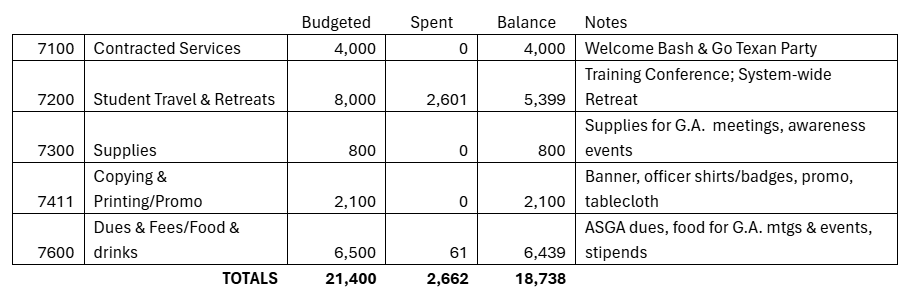 Budgeted Spent Balance Notes
7100 Contracted Services 4,000 0 4,000 Welcome Bash & Go Texan Party
Training Conference; System-wide
7200 Student Travel & Retreats 8,000 2,601 5,399 Retreat
Supplies for G.A. meetings, awareness
7300 Supplies 800 0 800 events
Copying & Banner, officer shirts/badges, promo,
7411 Printing/Promo 2,100 0 2,100 tablecloth
Dues & Fees/Food & ASGA dues, food for G.A. mtgs & events,
7600 drinks 6,500 61 6,439 stipends
TOTALS 21,400 2,662 18,738